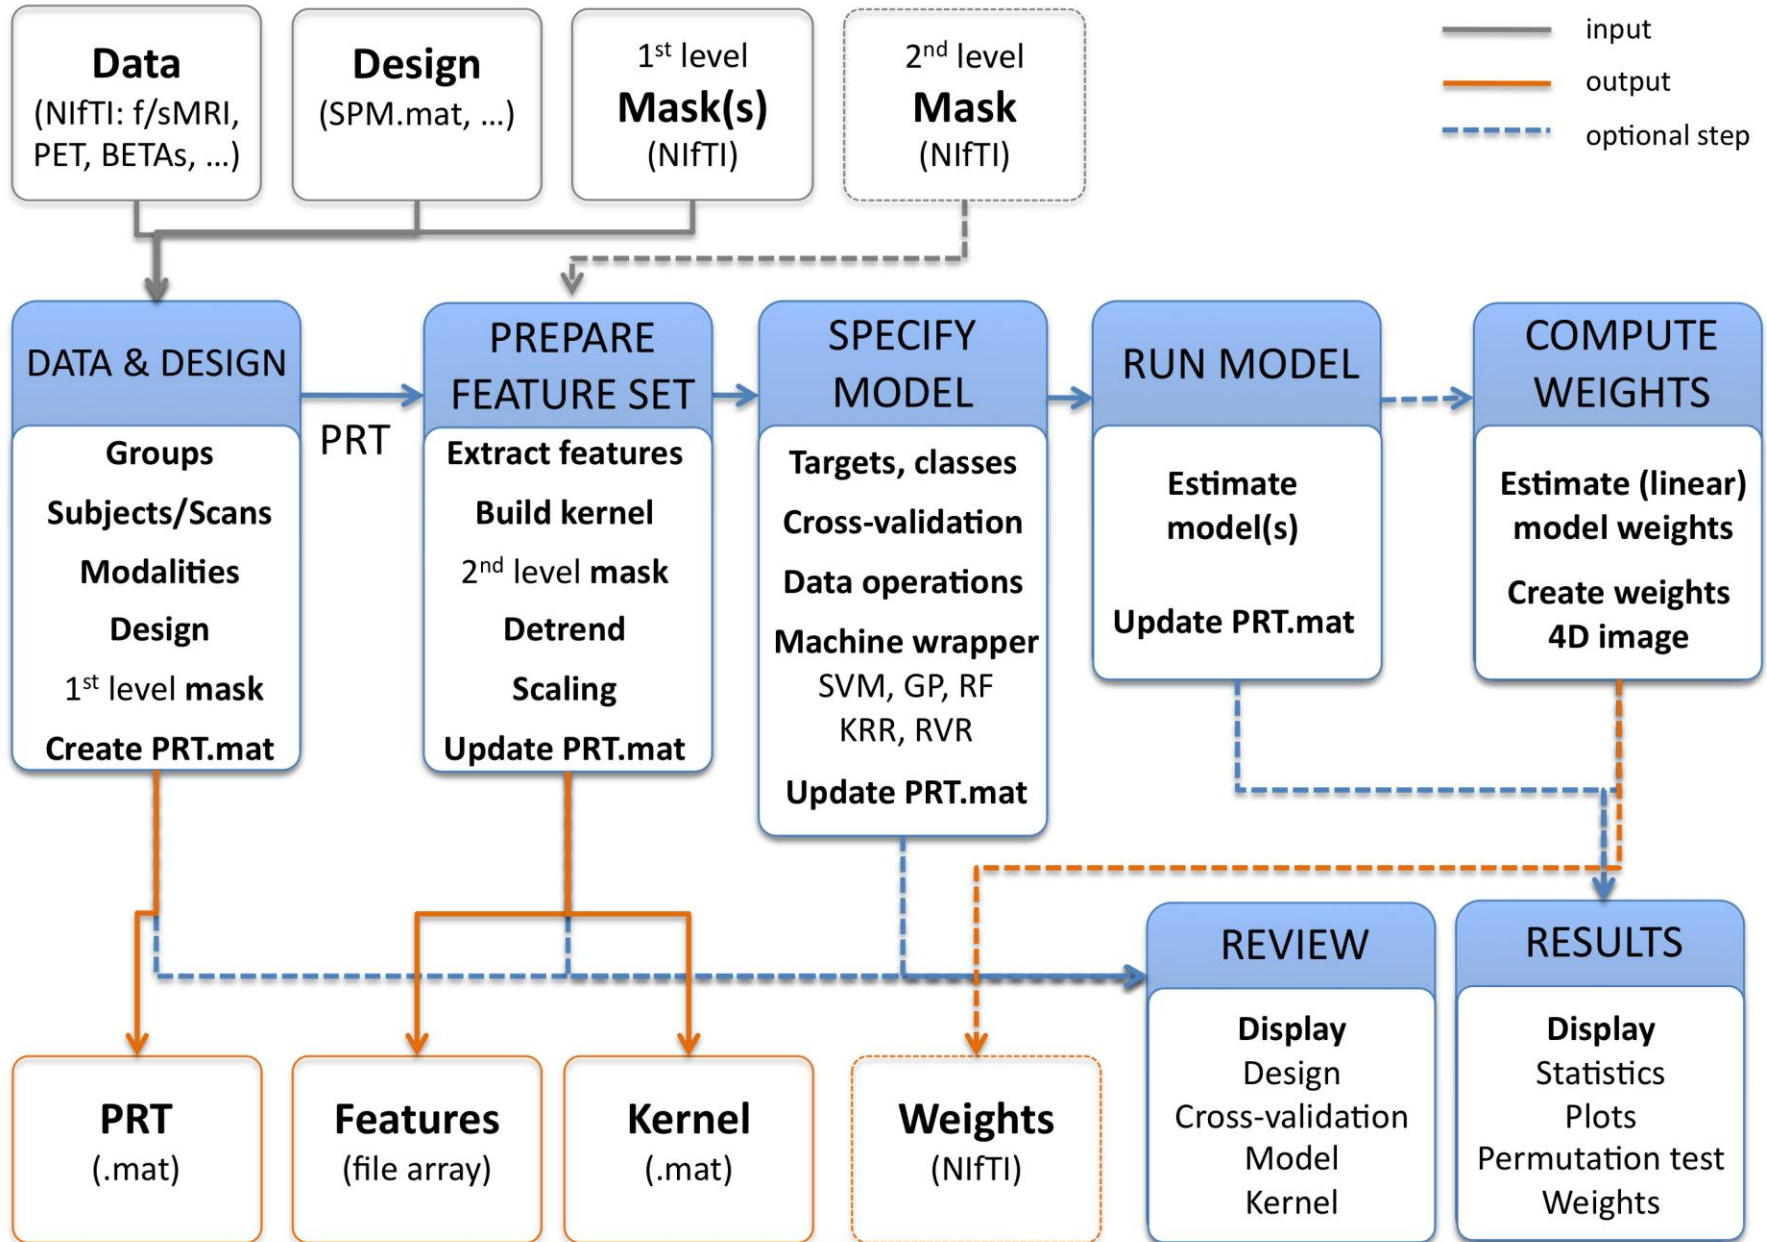 Data
(NIfTI: f/sMRI,
PET, BETAs, ...)
Design
(SPM.mat, ...)
1st level
Mask(s)
(NIfTI)
2nd level
Mask
(NIfTI)
input
output
optional step
DATA & DESIGN
Groups
Subjects/Scans
Modalities
Design
1st level mask
Create PRT.mat
PRT
PREPARE
FEATURE SET
Extract features
Build kernel
2nd level mask
Detrend
Scaling
Update PRT.mat
SPECIFY
MODEL
Targets, classes
Cross-validation
Data operations
Machine wrapper
SVM, GP, RF
KRR, RVR
Update PRT.mat
RUN MODEL
Estimate
model(s)
Update PRT.mat
COMPUTE
WEIGHTS
Estimate (linear)
model weights
Create weights
4D image
PRT
(.mat)
Features
(file array)
Kernel
(.mat)
Weights
(NIfTI)
REVIEW
Display
Design
Cross-validation
Model
Kernel
RESULTS
Display
Statistics
Plots
Permutation test
Weights